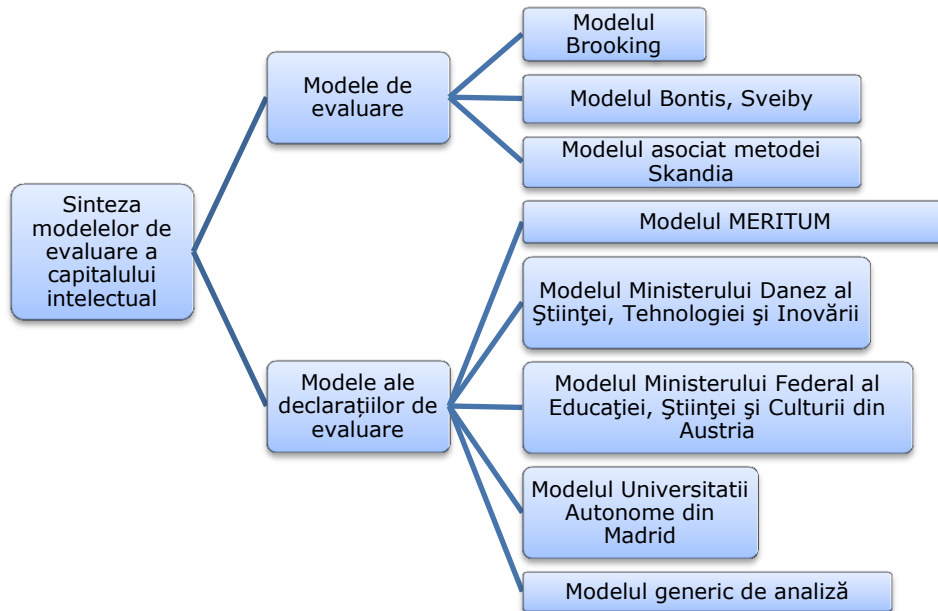 Sinteza
modelelor de
evaluare a
capitalului
intelectual
Modele de
evaluare
Modelul
Brooking
Modelul Bontis, Sveiby
Modelul asociat metodei
Skandia
Modele ale
declarațiilor de
evaluare
Modelul MERITUM
Modelul Ministerului Danez al
Ştiinţei, Tehnologiei şi Inovării
Modelul Ministerului Federal al
Educaţiei, Ştiinţei şi Culturii din
Austria
Modelul Universitatii
Autonome din
Madrid
Modelul generic de analiză